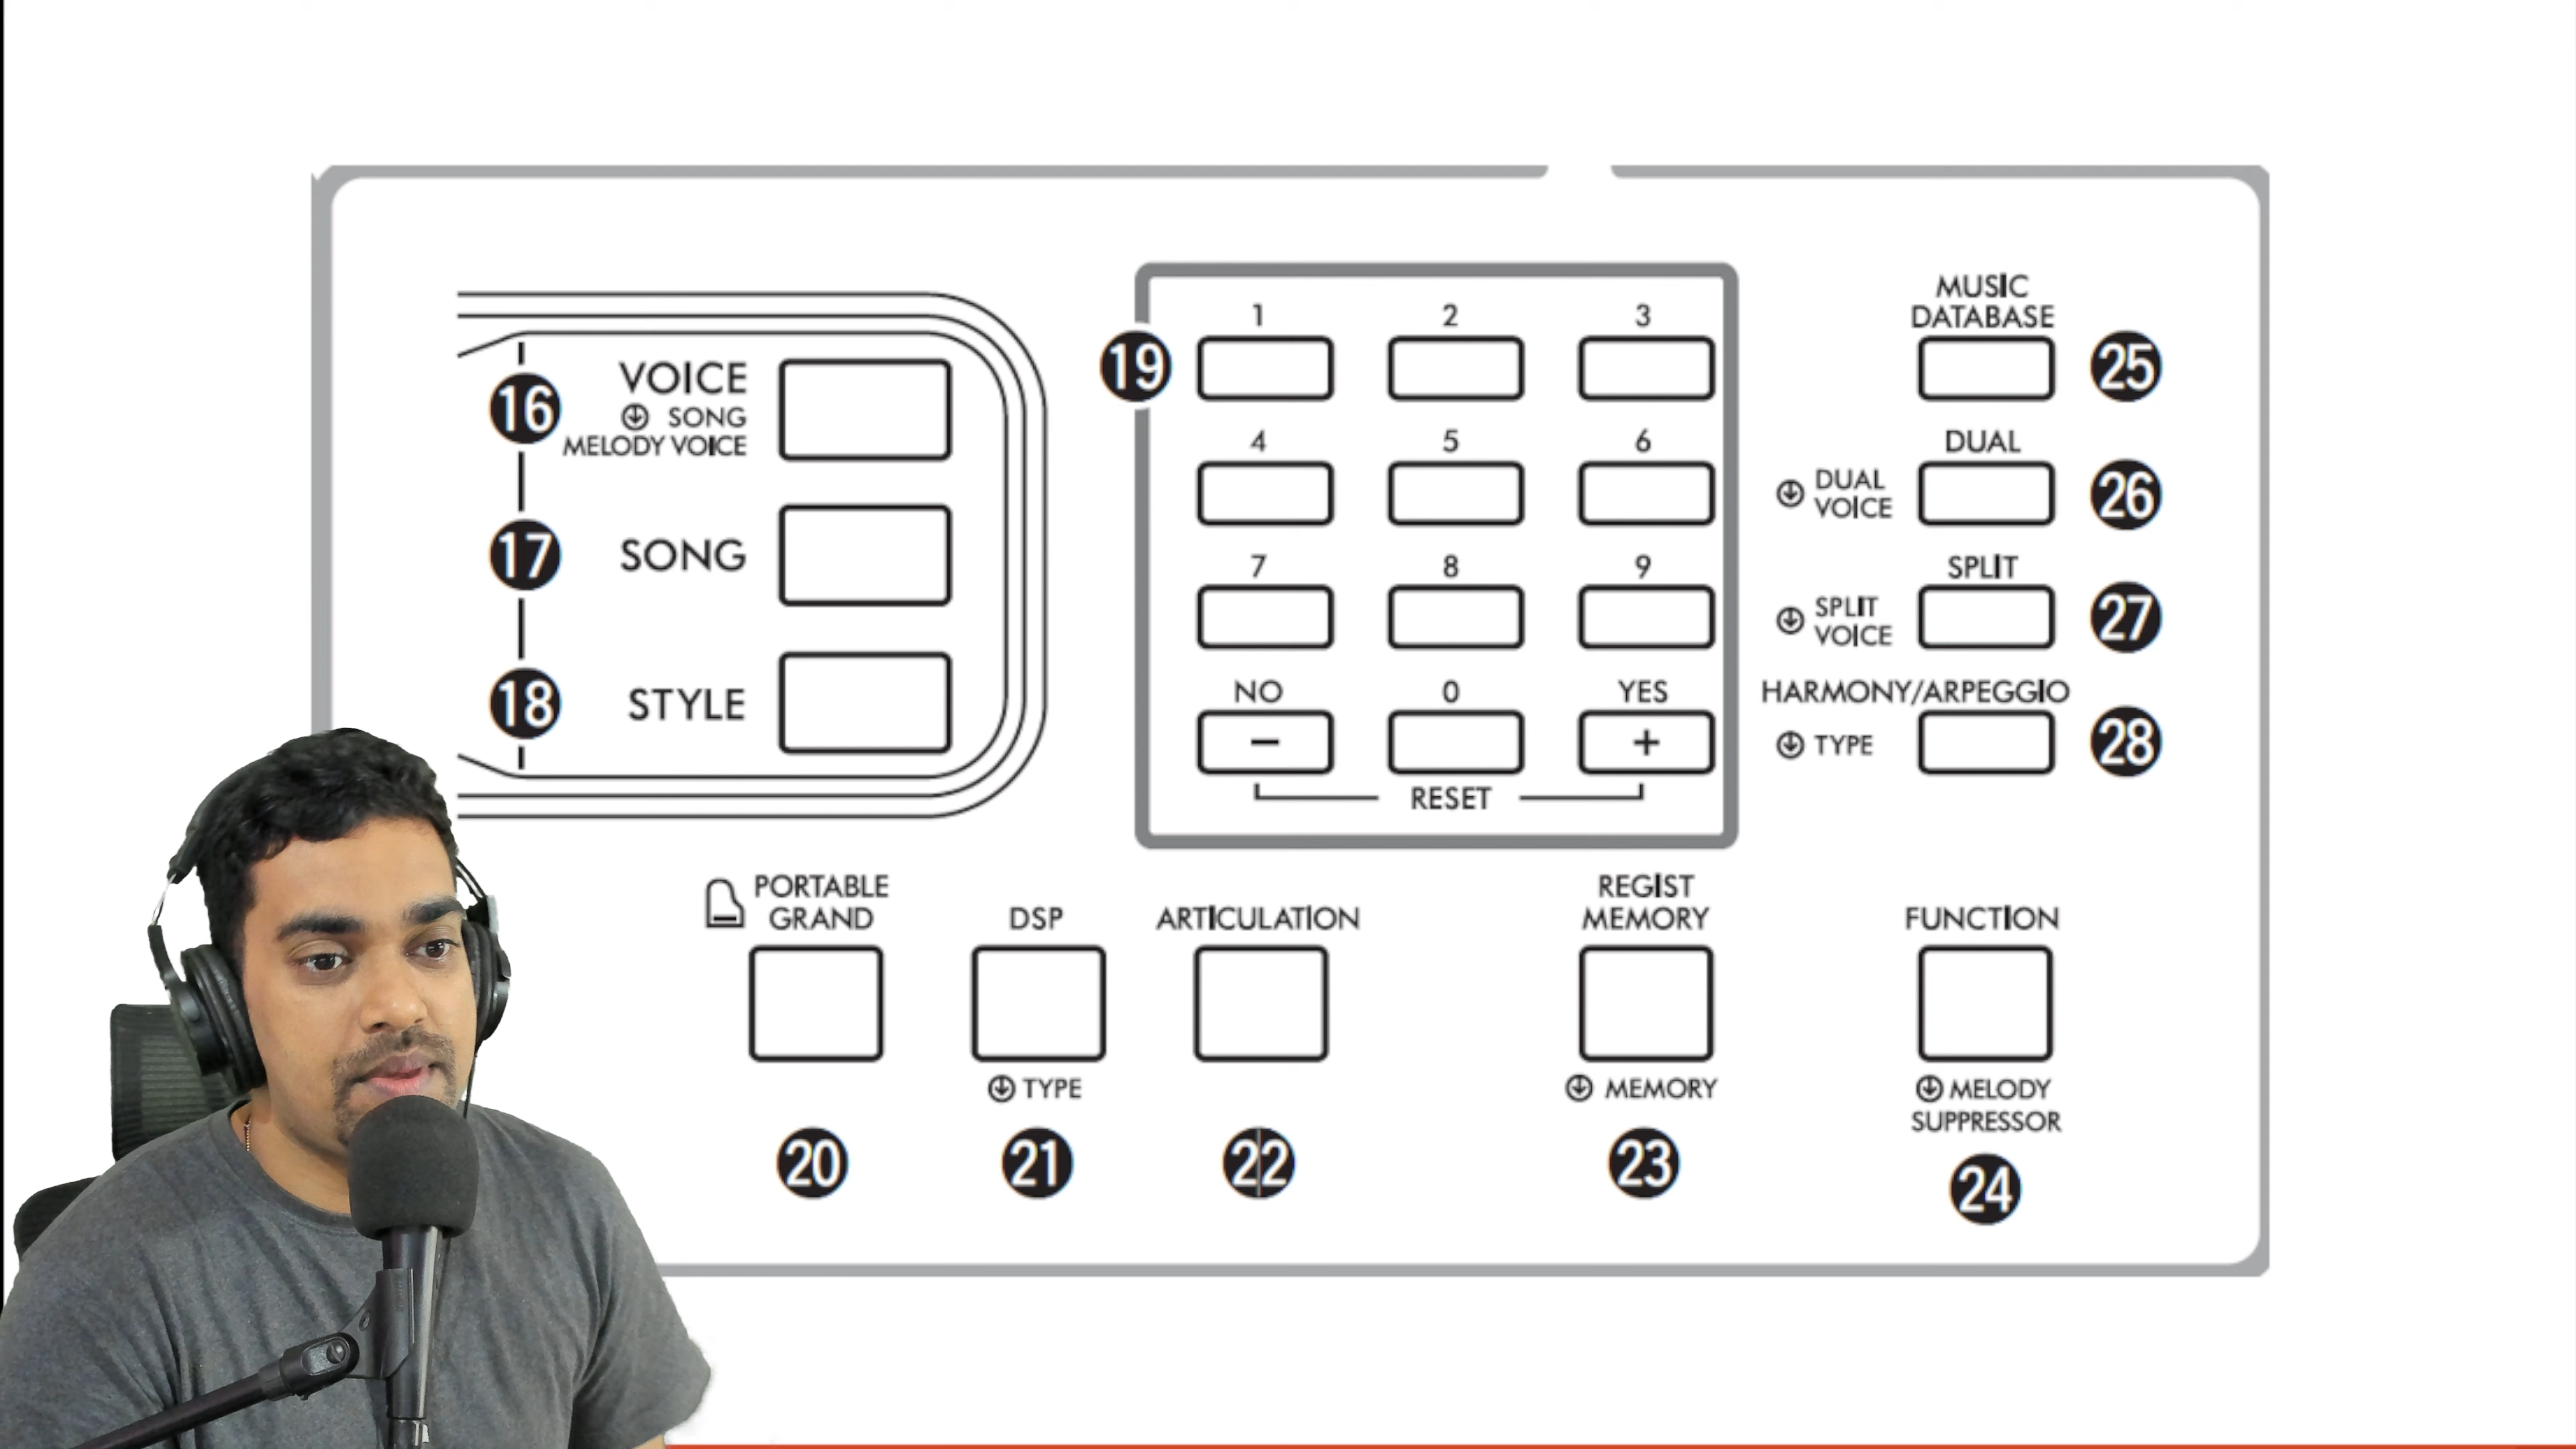 16
VOICE
SONG
MELODY VOICE
17
SONG
18
STYLE
19
1 2 3
4 5 6
7 8 9
NO 0 YES
− +
RESET
MUSIC
DATABASE
25
DUAL
DUAL
VOICE
26
SPLIT
SPLIT
VOICE
27
HARMONY/ARPEGGIO
TYPE
28
PORTABLE
GRAND
20
DSP
TYPE
21
ARTICULATION
22
REGIST
MEMORY
MEMORY
23
FUNCTION
MELODY
SUPPRESSOR
24